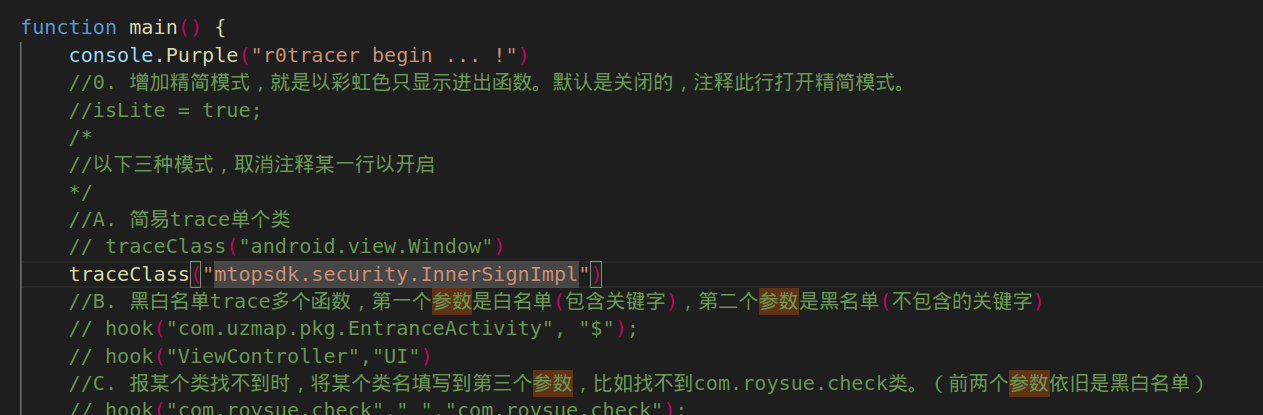 function main() {
console.Purple("r0tracer begin ... !")
//0. 增加精简模式，就是以彩虹色只显示进出函数。默认是关闭的，注释此行打开精简模式。
//isLite = true;
/*
//以下三种模式，取消注释某一行以开启
*/
//A. 简易trace单个类
// traceClass("android.view.Window")
traceClass("mtopsdk.security.InnerSignImpl")
//B. 黑白名单trace多个函数，第一个参数是白名单(包含关键字)，第二个参数是黑名单(不包含的关键字)
// hook("com.uzmap.pkg.EntranceActivity", "$");
// hook("ViewController","UI")
//C. 报某个类找不到时，将某个类名填写到第三个参数，比如找不到com.roysue.check类。（前两个参数依旧是黑白名单）
// hook("com.roysue.check"," ","com.roysue.check");